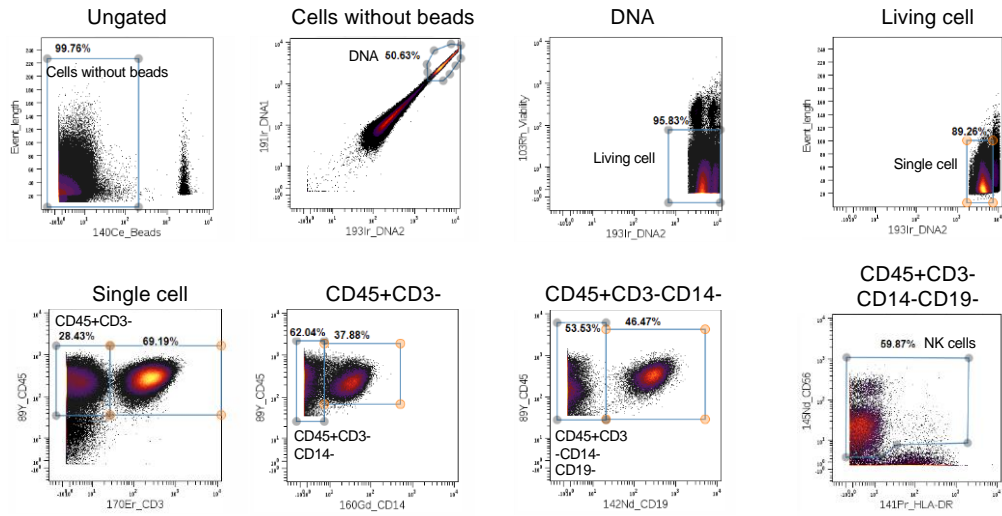 Ungated
Cells without beads
DNA
Living cell
99.76%
Cells without beads
Event_length
140Ce_Beads
DNA 50.63%
191Ir_DNA1
193Ir_DNA2
95.83%
Living cell
103Rh_Viability
193Ir_DNA2
89.26%
Single cell
Event_length
193Ir_DNA2
Single cell
CD45+CD3-
CD45+CD3-CD14-
CD45+CD3-
CD14-CD19-
CD45+CD3-
28.43% 69.19%
89Y_CD45
170Er_CD3
62.04% 37.88%
89Y_CD45
CD45+CD3-
CD14-
160Gd_CD14
53.53% 46.47%
89Y_CD45
CD45+CD3
-CD14-
CD19-
142Nd_CD19
59.87%
NK cells
145Nd_CD56
141Pr_HLA-DR